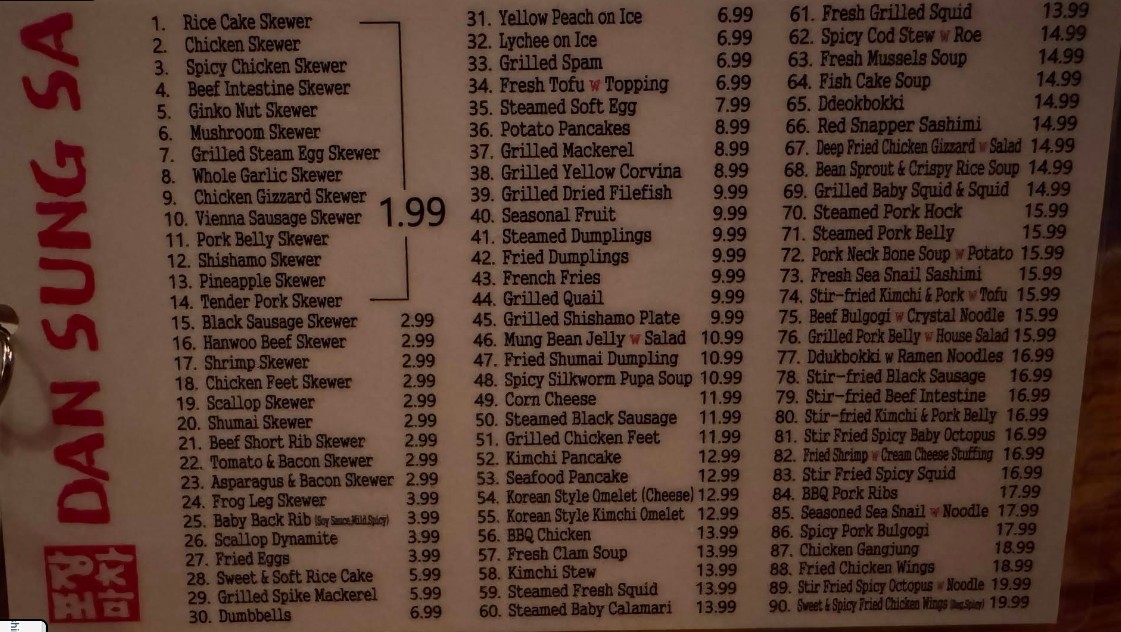 DAN SUNG SA
포장
마차
1. Rice Cake Skewer
2. Chicken Skewer
3. Spicy Chicken Skewer
4. Beef Intestine Skewer
5. Ginko Nut Skewer
6. Mushroom Skewer
7. Grilled Steam Egg Skewer
8. Whole Garlic Skewer
9. Chicken Gizzard Skewer
10. Vienna Sausage Skewer
11. Pork Belly Skewer
12. Shishamo Skewer
13. Pineapple Skewer
14. Tender Pork Skewer
1.99
15. Black Sausage Skewer 2.99
16. Hanwoo Beef Skewer 2.99
17. Shrimp Skewer 2.99
18. Chicken Feet Skewer 2.99
19. Scallop Skewer 2.99
20. Shumai Skewer 2.99
21. Beef Short Rib Skewer 2.99
22. Tomato & Bacon Skewer 2.99
23. Asparagus & Bacon Skewer 2.99
24. Frog Leg Skewer 3.99
25. Baby Back Rib (Soy Sauce,Mild,Spicy) 3.99
26. Scallop Dynamite 3.99
27. Fried Eggs 3.99
28. Sweet & Soft Rice Cake 5.99
29. Grilled Spike Mackerel 5.99
30. Dumbbells 6.99
31. Yellow Peach on Ice 6.99
32. Lychee on Ice 6.99
33. Grilled Spam 6.99
34. Fresh Tofu w Topping 6.99
35. Steamed Soft Egg 7.99
36. Potato Pancakes 8.99
37. Grilled Mackerel 8.99
38. Grilled Yellow Corvina 8.99
39. Grilled Dried Filefish 9.99
40. Seasonal Fruit 9.99
41. Steamed Dumplings 9.99
42. Fried Dumplings 9.99
43. French Fries 9.99
44. Grilled Quail 9.99
45. Grilled Shishamo Plate 9.99
46. Mung Bean Jelly w Salad 10.99
47. Fried Shumai Dumpling 10.99
48. Spicy Silkworm Pupa Soup 10.99
49. Corn Cheese 11.99
50. Steamed Black Sausage 11.99
51. Grilled Chicken Feet 11.99
52. Kimchi Pancake 12.99
53. Seafood Pancake 12.99
54. Korean Style Omelet (Cheese) 12.99
55. Korean Style Kimchi Omelet 12.99
56. BBQ Chicken 13.99
57. Fresh Clam Soup 13.99
58. Kimchi Stew 13.99
59. Steamed Fresh Squid 13.99
60. Steamed Baby Calamari 13.99
61. Fresh Grilled Squid 13.99
62. Spicy Cod Stew w Roe 14.99
63. Fresh Mussels Soup 14.99
64. Fish Cake Soup 14.99
65. Ddeokbokki 14.99
66. Red Snapper Sashimi 14.99
67. Deep Fried Chicken Gizzard w Salad 14.99
68. Bean Sprout & Crispy Rice Soup 14.99
69. Grilled Baby Squid & Squid 14.99
70. Steamed Pork Hock 15.99
71. Steamed Pork Belly 15.99
72. Pork Neck Bone Soup w Potato 15.99
73. Fresh Sea Snail Sashimi 15.99
74. Stir-fried Kimchi & Pork w Tofu 15.99
75. Beef Bulgogi w Crystal Noodle 15.99
76. Grilled Pork Belly w House Salad 15.99
77. Ddukbokki w Ramen Noodles 16.99
78. Stir-fried Black Sausage 16.99
79. Stir-fried Beef Intestine 16.99
80. Stir-fried Kimchi & Pork Belly 16.99
81. Stir Fried Spicy Baby Octopus 16.99
82. Fried Shrimp w Cream Cheese Stuffing 16.99
83. Stir Fried Spicy Squid 16.99
84. BBQ Pork Ribs 17.99
85. Seasoned Sea Snail w Noodle 17.99
86. Spicy Pork Bulgogi 17.99
87. Chicken Gangjung 18.99
88. Fried Chicken Wings 18.99
89. Stir Fried Spicy Octopus w Noodle 19.99
90. Sweet & Spicy Fried Chicken Wings 19.99